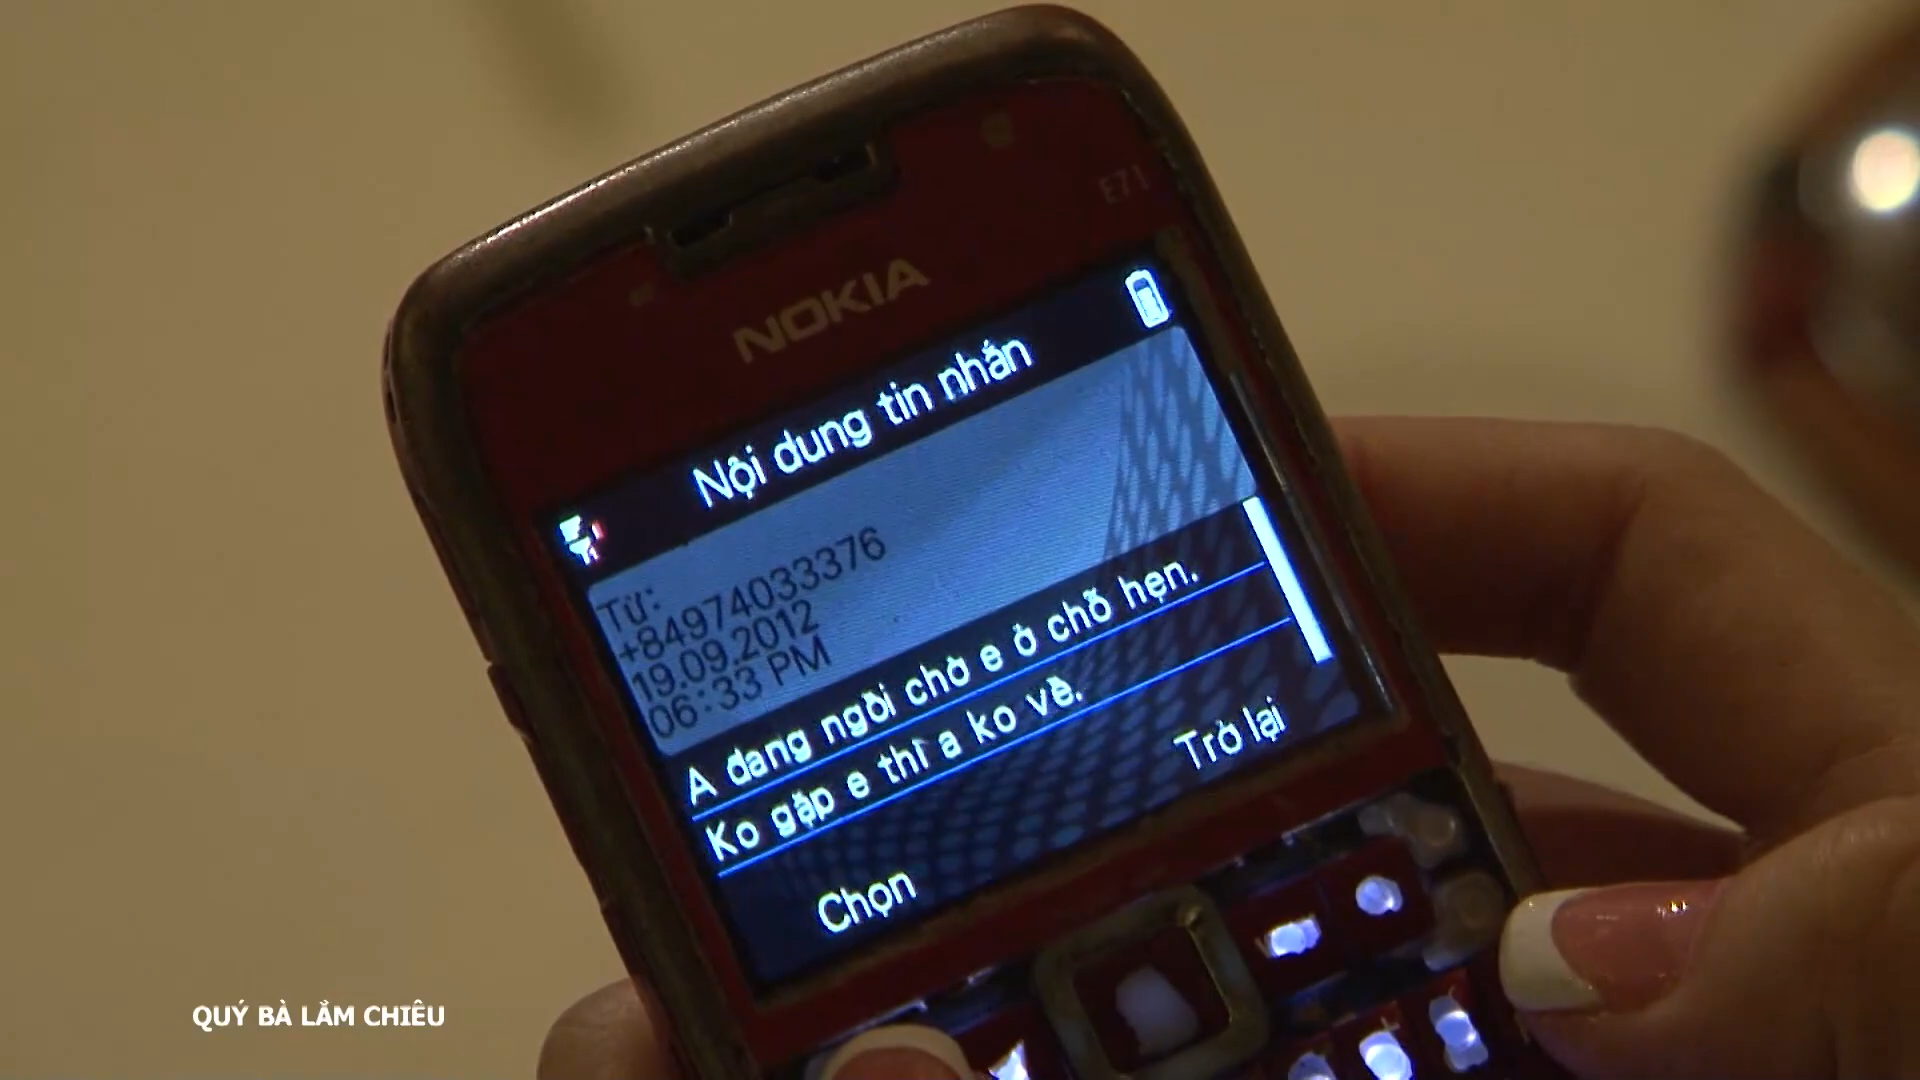 E71
NOKIA
Nội dung tin nhắn
Từ:
+84974033376
19.09.2012
06:33 PM
A đang ngồi chờ e ở chỗ hẹn.
Ko gặp e thì a ko về.
Chọn
Trở lại
QUÝ BÀ LẮM CHIÊU